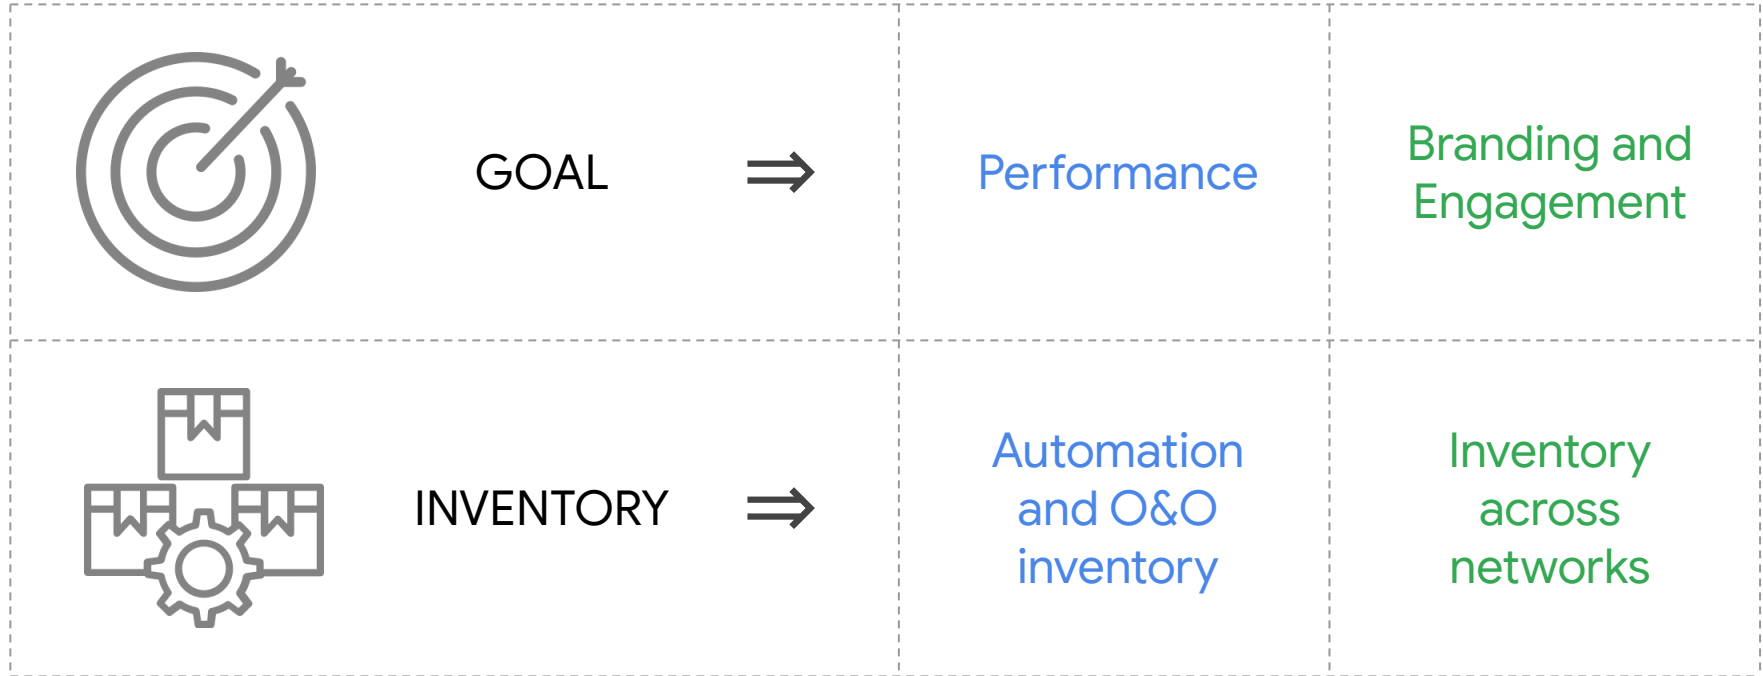 GOAL
⇒
Performance
Branding and
Engagement
INVENTORY
⇒
Automation
and O&O
inventory
Inventory
across
networks